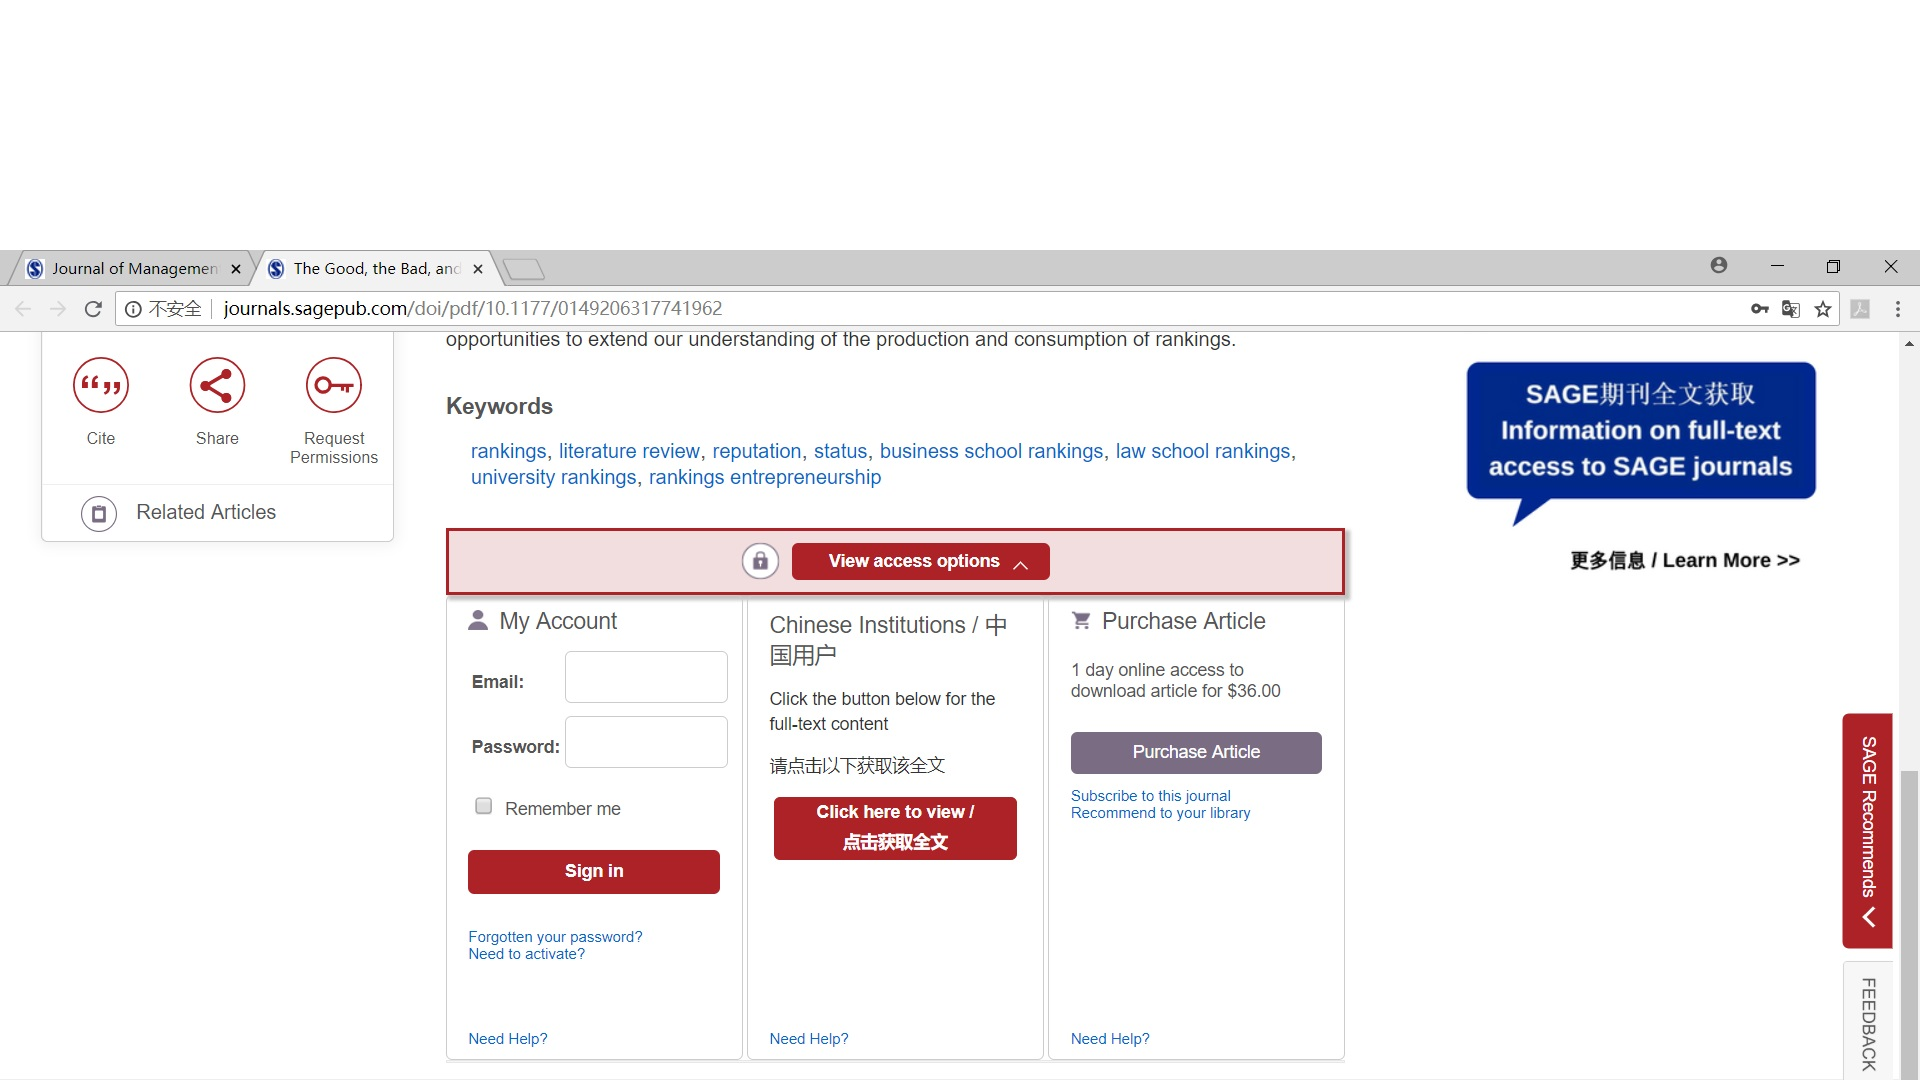 Journal of Managemen
The Good, the Bad, and
不安全
journals.sagepub.com/doi/pdf/10.1177/0149206317741962
opportunities to extend our understanding of the production and consumption of rankings.
Cite
Share
Request
Permissions
Related Articles
Keywords
rankings, literature review, reputation, status, business school rankings, law school rankings,
university rankings, rankings entrepreneurship
View access options
My Account
Email:
Password:
Remember me
Sign in
Forgotten your password?
Need to activate?
Need Help?
Chinese Institutions / 中
国用户
Click the button below for the
full-text content
请点击以下获取该全文
Click here to view /
点击获取全文
Need Help?
Purchase Article
1 day online access to
download article for $36.00
Purchase Article
Subscribe to this journal
Recommend to your library
Need Help?
SAGE期刊全文获取
Information on full-text
access to SAGE journals
更多信息 / Learn More >>
SAGE Recommends
FEEDBACK